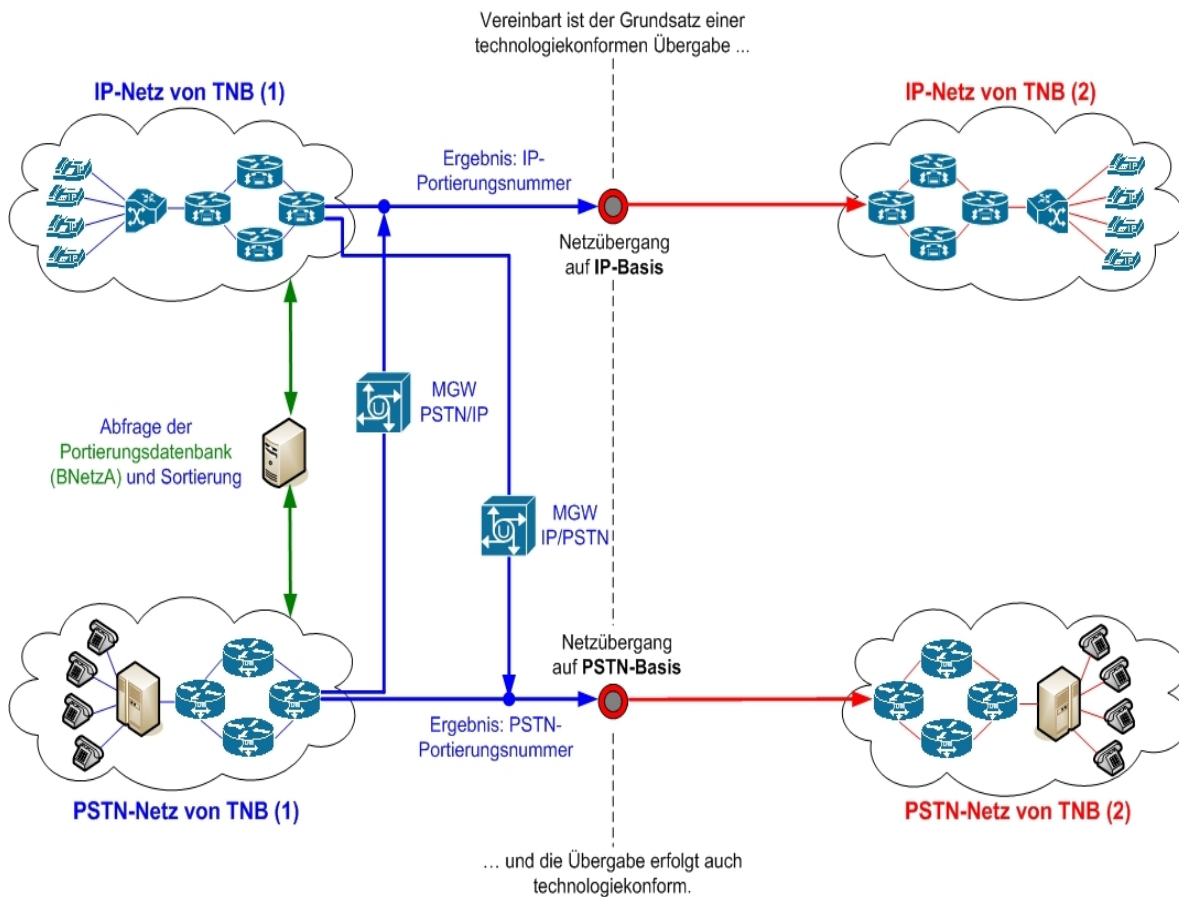 Vereinbart ist der Grundsatz einer
technologiekonformen Übergabe ...
IP-Netz von TNB (1)
IP-Netz von TNB (2)
Ergebnis: IP-
Portierungsnummer
Netzübergang
auf IP-Basis
MGW
PSTN/IP
Abfrage der
Portierungsdatenbank
(BNetzA) und Sortierung
MGW
IP/PSTN
Netzübergang
auf PSTN-Basis
Ergebnis: PSTN-
Portierungsnummer
PSTN-Netz von TNB (1)
PSTN-Netz von TNB (2)
... und die Übergabe erfolgt auch
technologiekonform.